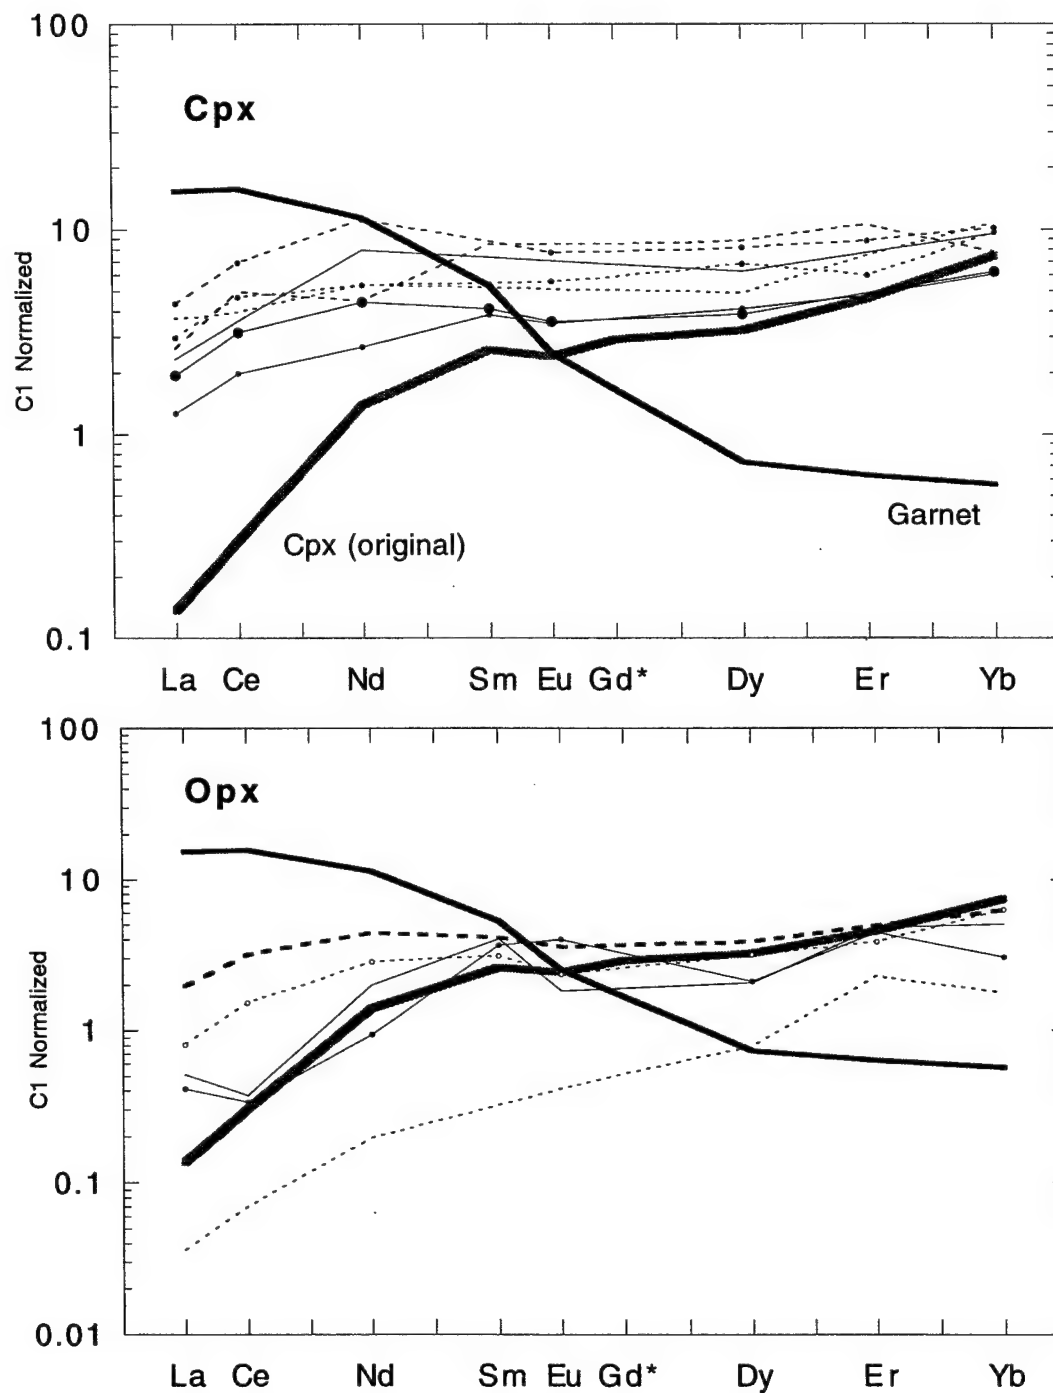 100
Cpx
10
C1 Normalized
1
Garnet
Cpx (original)
0.1
La Ce Nd Sm Eu Gd* Dy Er Yb
100
Opx
10
C1 Normalized
1
0.1
0.01
La Ce Nd Sm Eu Gd* Dy Er Yb